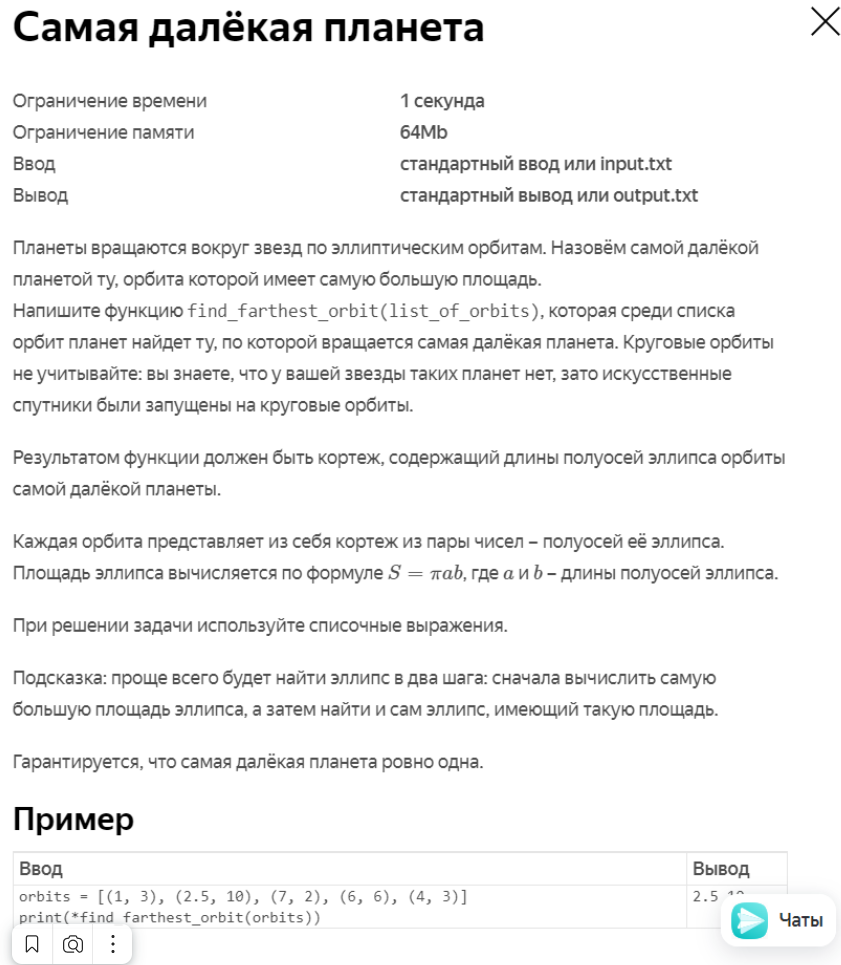 Самая далёкая планета
Ограничение времени 1 секунда
Ограничение памяти 64Mb
Ввод стандартный ввод или input.txt
Вывод стандартный вывод или output.txt
Планеты вращаются вокруг звезд по эллиптическим орбитам. Назовём самой далёкой
планетой ту, орбита которой имеет самую большую площадь.
Напишите функцию find_farthest_orbit(list_of_orbits), которая среди списка
орбит планет найдет ту, по которой вращается самая далёкая планета. Круговые орбиты
не учитывайте: вы знаете, что у вашей звезды таких планет нет, зато искусственные
спутники были запущены на круговые орбиты.
Результатом функции должен быть кортеж, содержащий длины полуосей эллипса орбиты
самой далёкой планеты.
Каждая орбита представляет из себя кортеж из пары чисел – полуосей её эллипса.
Площадь эллипса вычисляется по формуле S = πab, где a и b – длины полуосей эллипса.
При решении задачи используйте списочные выражения.
Подсказка: проще всего будет найти эллипс в два шага: сначала вычислить самую
большую площадь эллипса, а затем найти и сам эллипс, имеющий такую площадь.
Гарантируется, что самая далёкая планета ровно одна.
Пример
Ввод Вывод
orbits = [(1, 3), (2.5, 10), (7, 2), (6, 6), (4, 3)] 2.5 10
print(*find_farthest_orbit(orbits))
Чаты